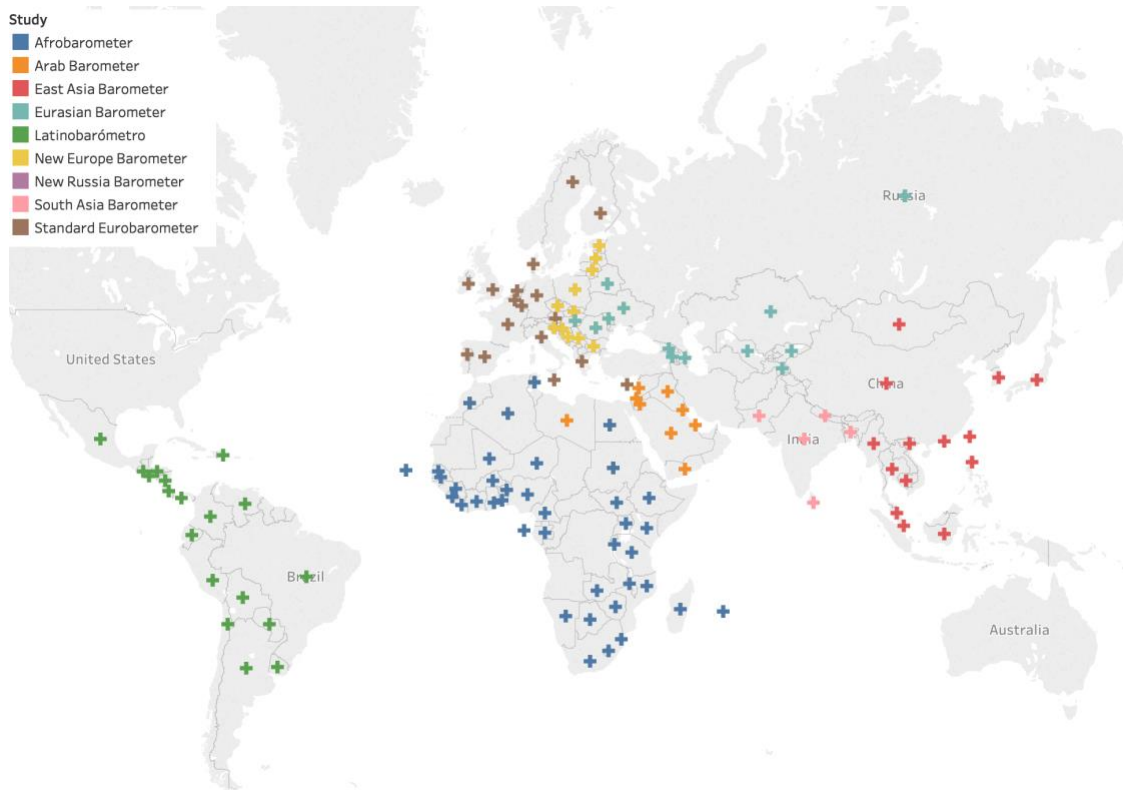 Study
Afrobarometer
Arab Barometer
East Asia Barometer
Eurasian Barometer
Latinobarómetro
New Europe Barometer
New Russia Barometer
South Asia Barometer
Standard Eurobarometer
Russia
United States
China
India
Brazil
Australia